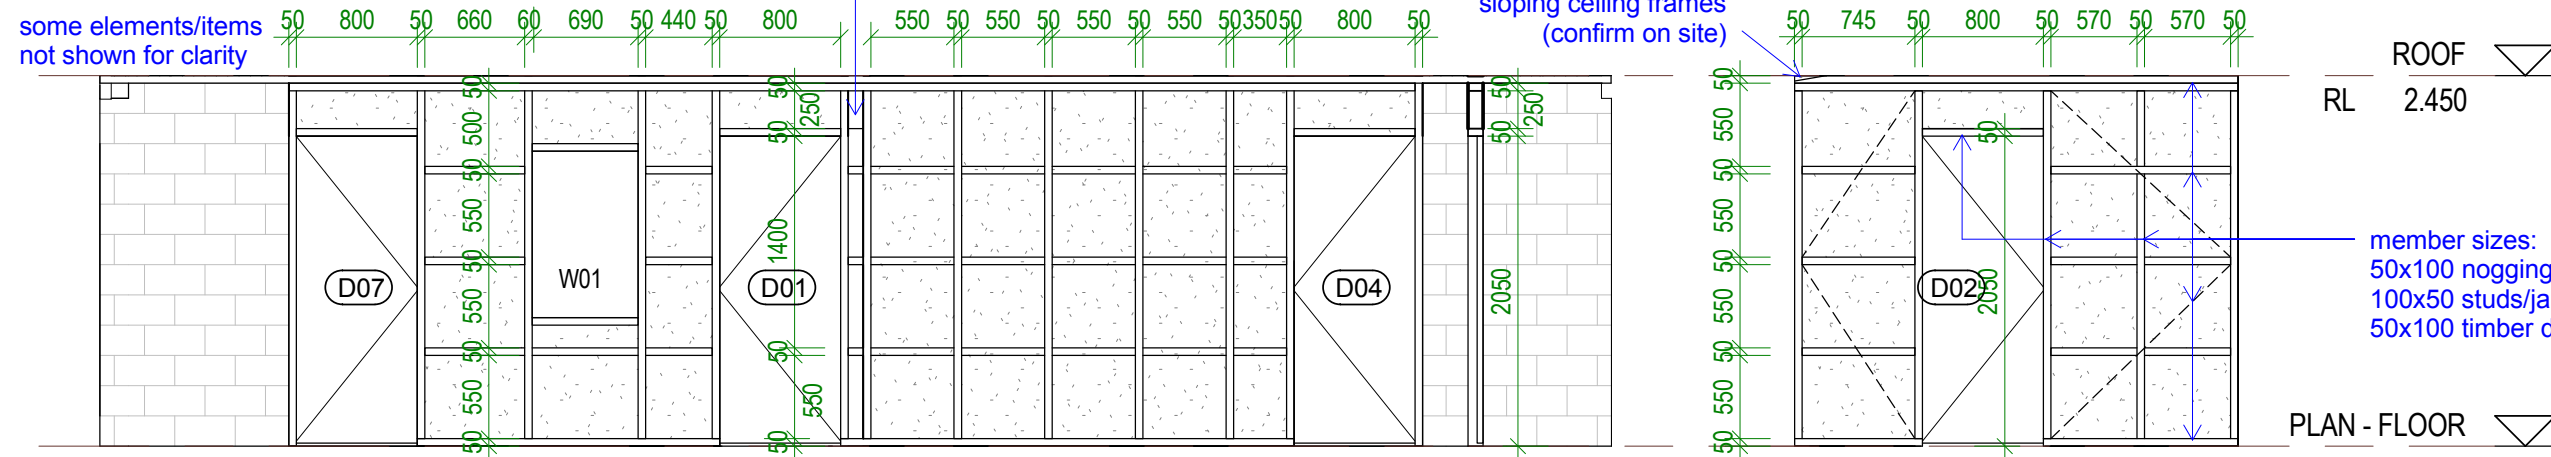 some elements/items
not shown for clarity
50 800 50 660 60 690 50 440 50 800
550 50 550 50 550 50 550 50 350 50 800 50
sloping ceiling frames
(confirm on site)
50 745 50 800 50 570 50 570 50
ROOF
RL 2.450
50 500 50 550 50 550 50 550 50
50 250 50 1400 50 550 50
50 250 50 2050
50 550 50 550 50 550 50 550 50
50 2050
D07
W01
D01
D04
D02
member sizes:
50x100 nogging
100x50 studs/ja
50x100 timber d
PLAN - FLOOR